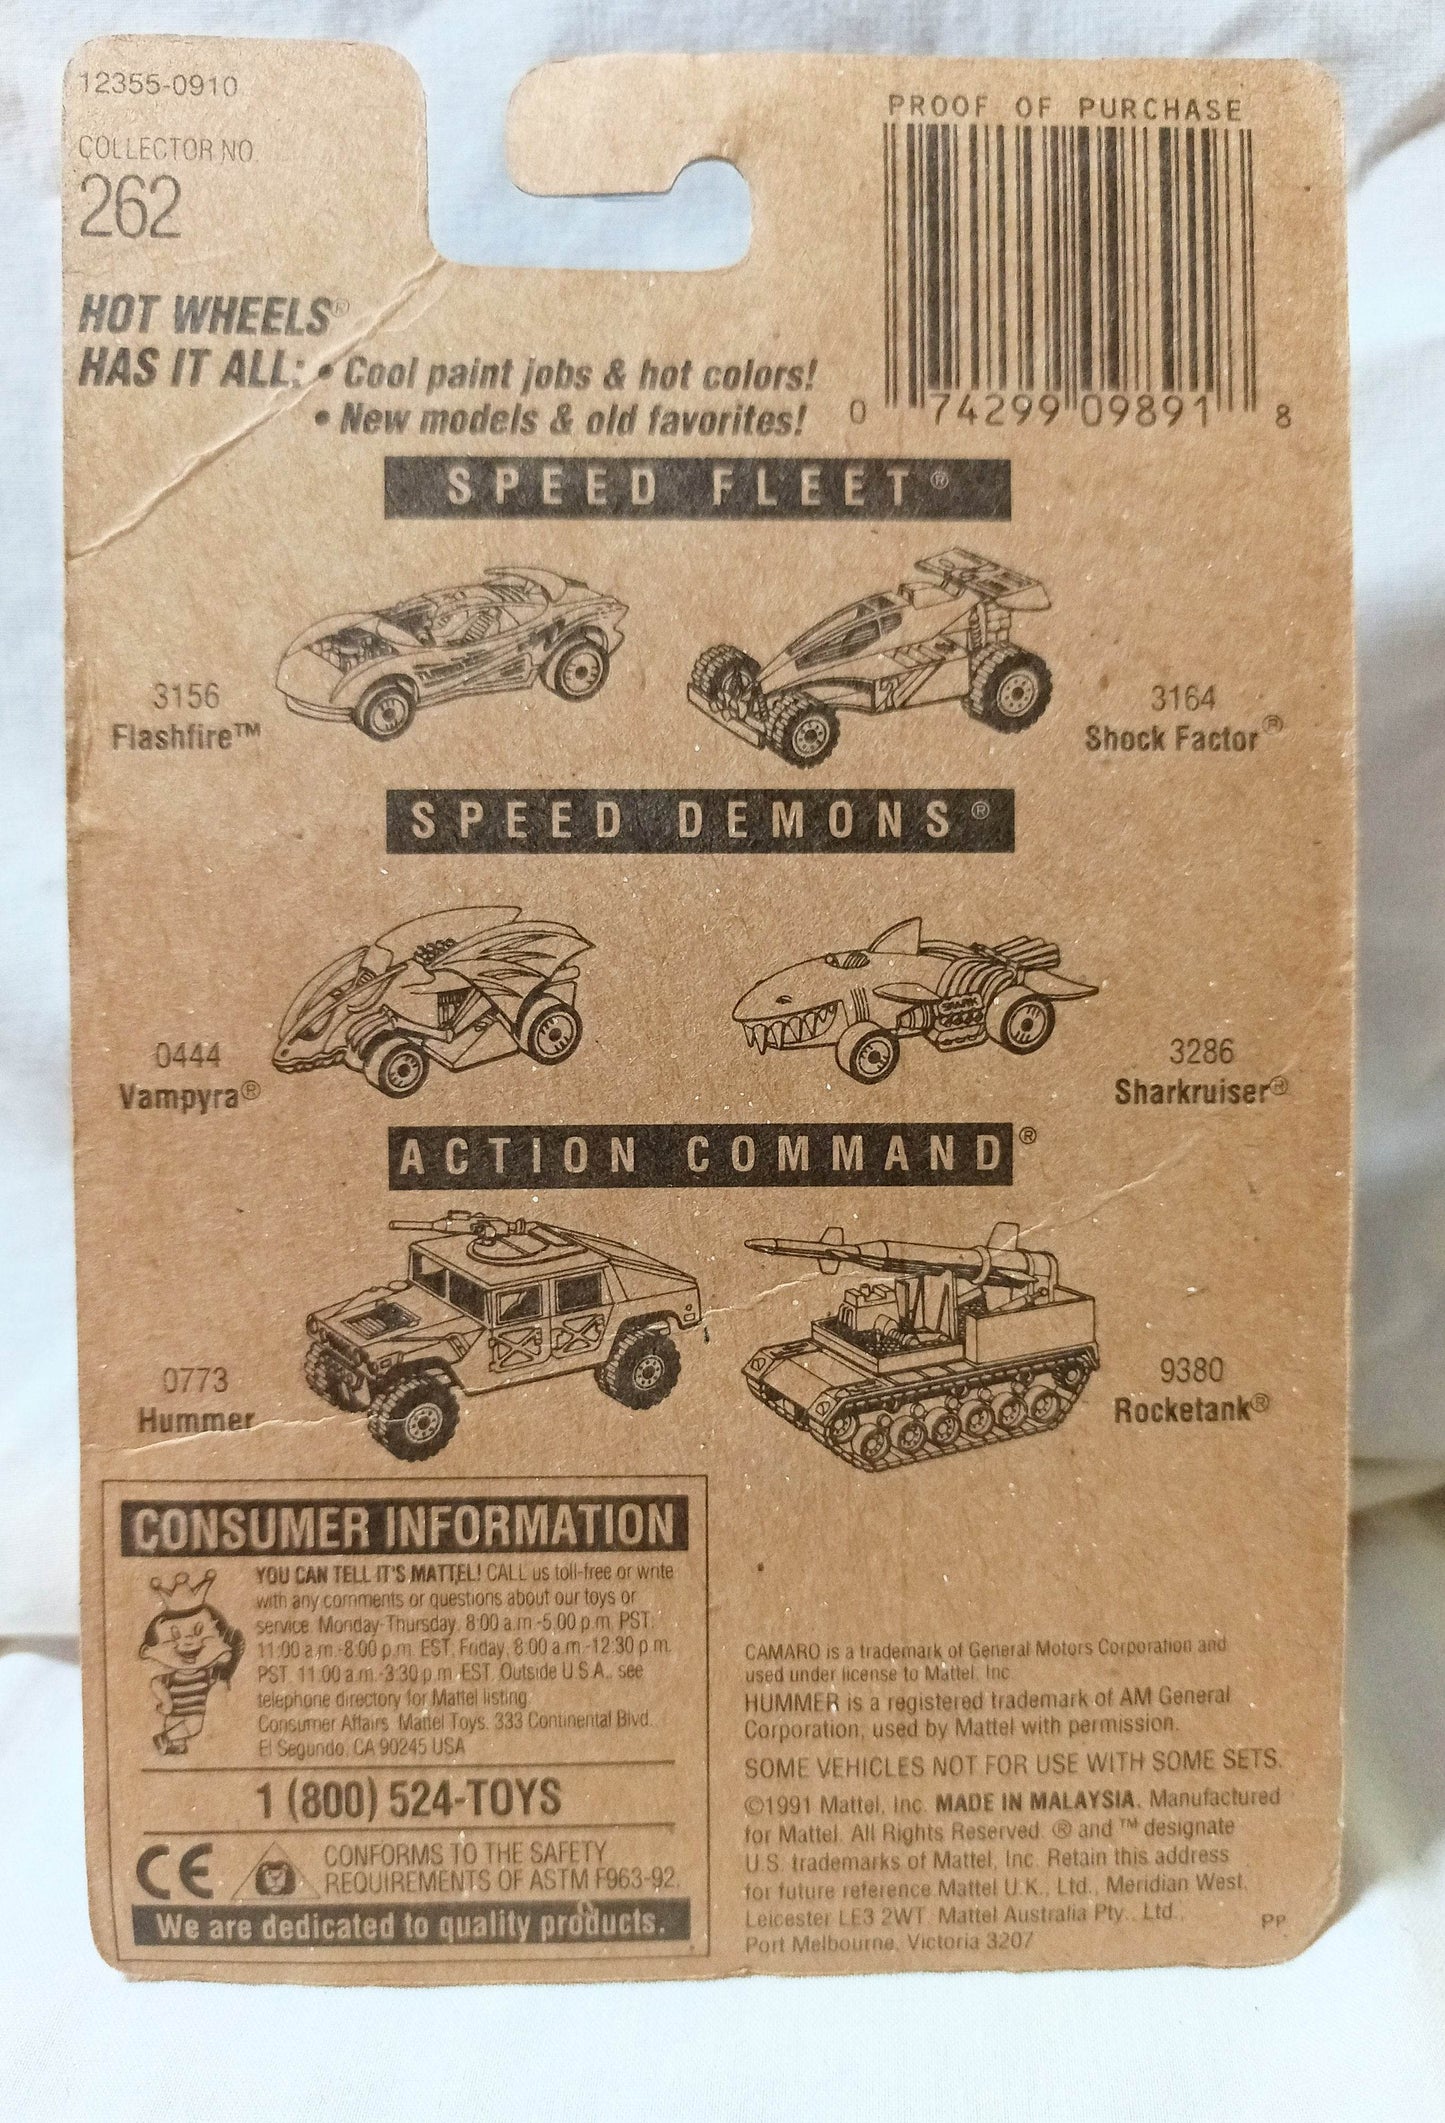 12355-0910
COLLECTOR NO.
262
PROOF OF PURCHASE
0 74299 09891 8
HOT WHEELS®
HAS IT ALL: • Cool paint jobs & hot colors!
• New models & old favorites!
SPEED FLEET®
3156
Flashfire™
3164
Shock Factor®
SPEED DEMONS®
0444
Vampyra®
3286
Sharkruiser®
ACTION COMMAND®
0773
Hummer
9380
Rocketank®
CONSUMER INFORMATION
YOU CAN TELL IT'S MATTEL! CALL us toll-free or write
with any comments or questions about our toys or
service. Monday-Thursday, 8:00 a.m.-5:00 p.m. PST.
11:00 a.m.-8:00 p.m. EST. Friday, 8:00 a.m.-12:30 p.m.
PST. 11:00 a.m.-3:30 p.m. EST. Outside U.S.A., see
telephone directory for Mattel listing.
Consumer Affairs, Mattel Toys, 333 Continental Blvd.
El Segundo, CA 90245 USA
1 (800) 524-TOYS
CE
CONFORMS TO THE SAFETY
REQUIREMENTS OF ASTM F963-92.
We are dedicated to quality products.
CAMARO is a trademark of General Motors Corporation and
used under license to Mattel, Inc.
HUMMER is a registered trademark of AM General
Corporation, used by Mattel with permission.
SOME VEHICLES NOT FOR USE WITH SOME SETS.
©1991 Mattel, Inc. MADE IN MALAYSIA. Manufactured
for Mattel. All Rights Reserved. ® and ™ designate
U.S. trademarks of Mattel, Inc. Retain this address
for future reference Mattel U.K., Ltd., Meridian West,
Leicester LE3 2WT. Mattel Australia Pty., Ltd.,
Port Melbourne, Victoria 3207
PP